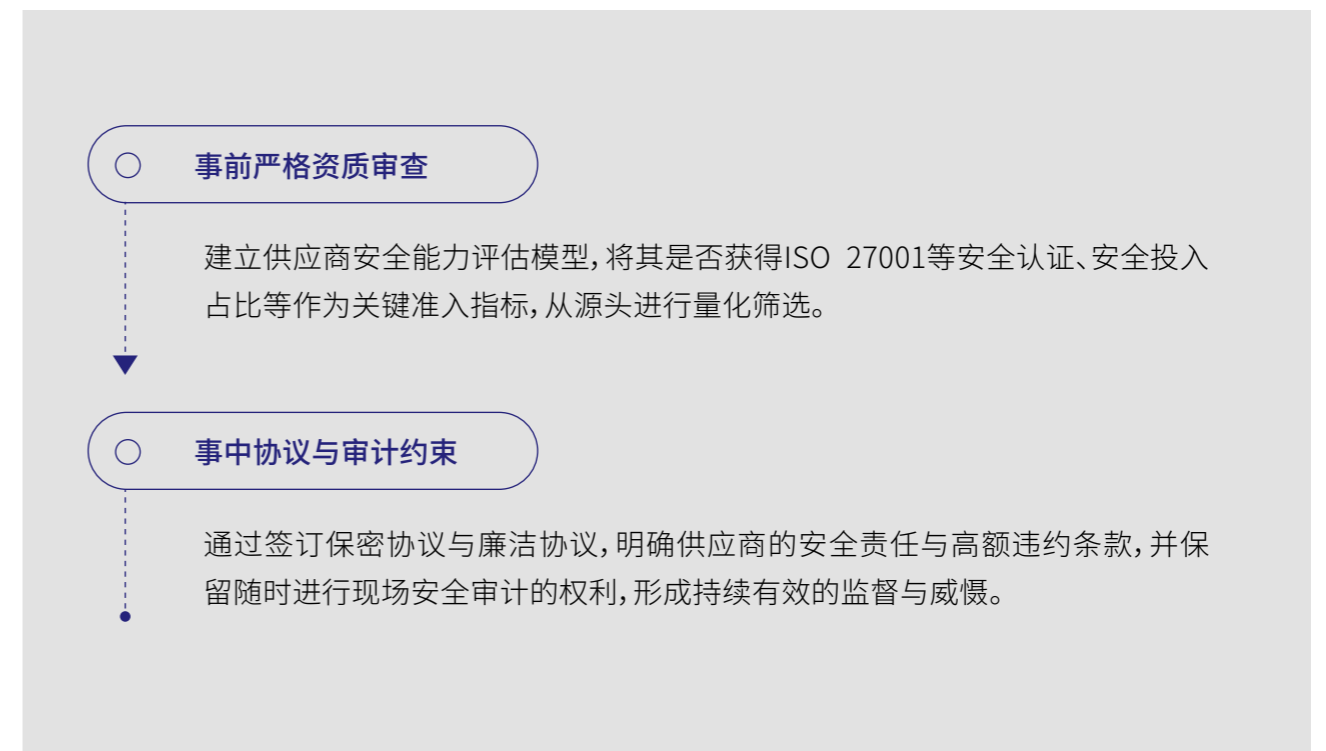 事前严格资质审查
建立供应商安全能力评估模型，将其是否获得ISO 27001等安全认证、安全投入
占比等作为关键准入指标，从源头进行量化筛选。
事中协议与审计约束
通过签订保密协议与廉洁协议，明确供应商的安全责任与高额违约条款，并保
留随时进行现场安全审计的权利，形成持续有效的监督与威慑。